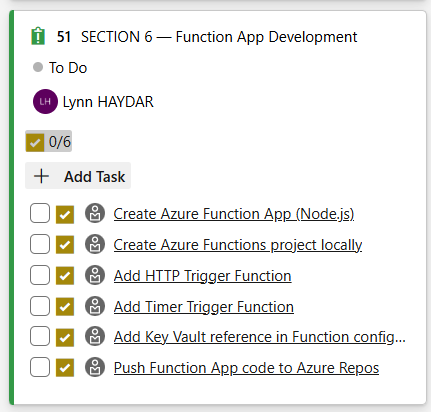 51 SECTION 6 — Function App Development
To Do
LH Lynn HAYDAR
0/6
+ Add Task
Create Azure Function App (Node.js)
Create Azure Functions project locally
Add HTTP Trigger Function
Add Timer Trigger Function
Add Key Vault reference in Function config...
Push Function App code to Azure Repos